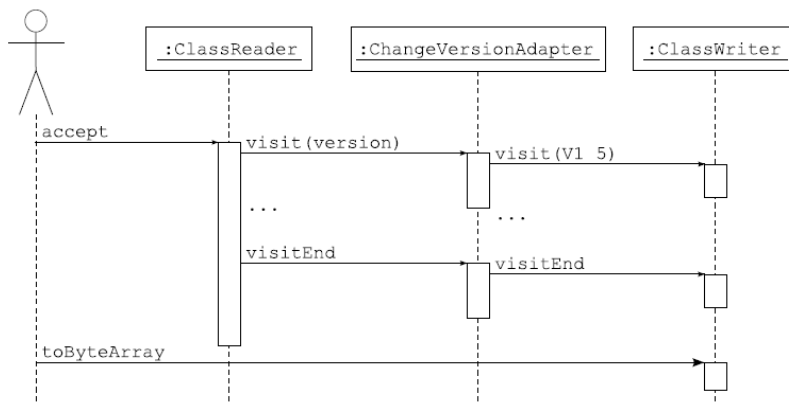 :ClassReader
:ChangeVersionAdapter
:ClassWriter
accept
visit(version)
visit(V1 5)
...
...
visitEnd
visitEnd
toByteArray